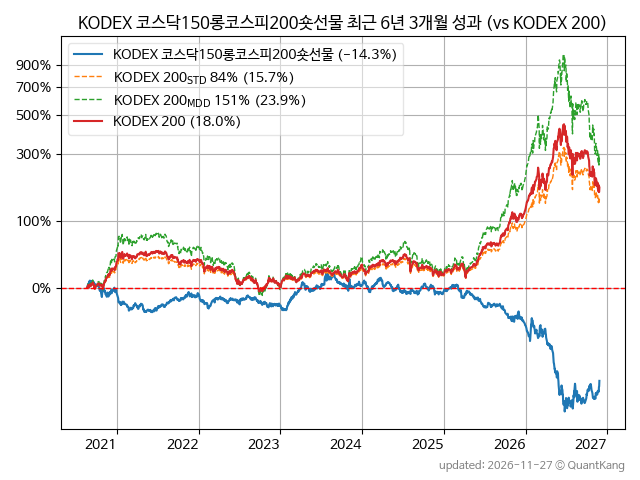 KODEX 코스닥150롱코스피200숏선물 최근 6년 3개월 성과 (vs KODEX 200)
KODEX 코스닥150롱코스피200숏선물 (−14.3%)
KODEX 200STD 84% (15.7%)
KODEX 200MDD 151% (23.9%)
KODEX 200 (18.0%)
900%
700%
500%
300%
100%
0%
2021 2022 2023 2024 2025 2026 2027
updated: 2026-11-27 © QuantKang